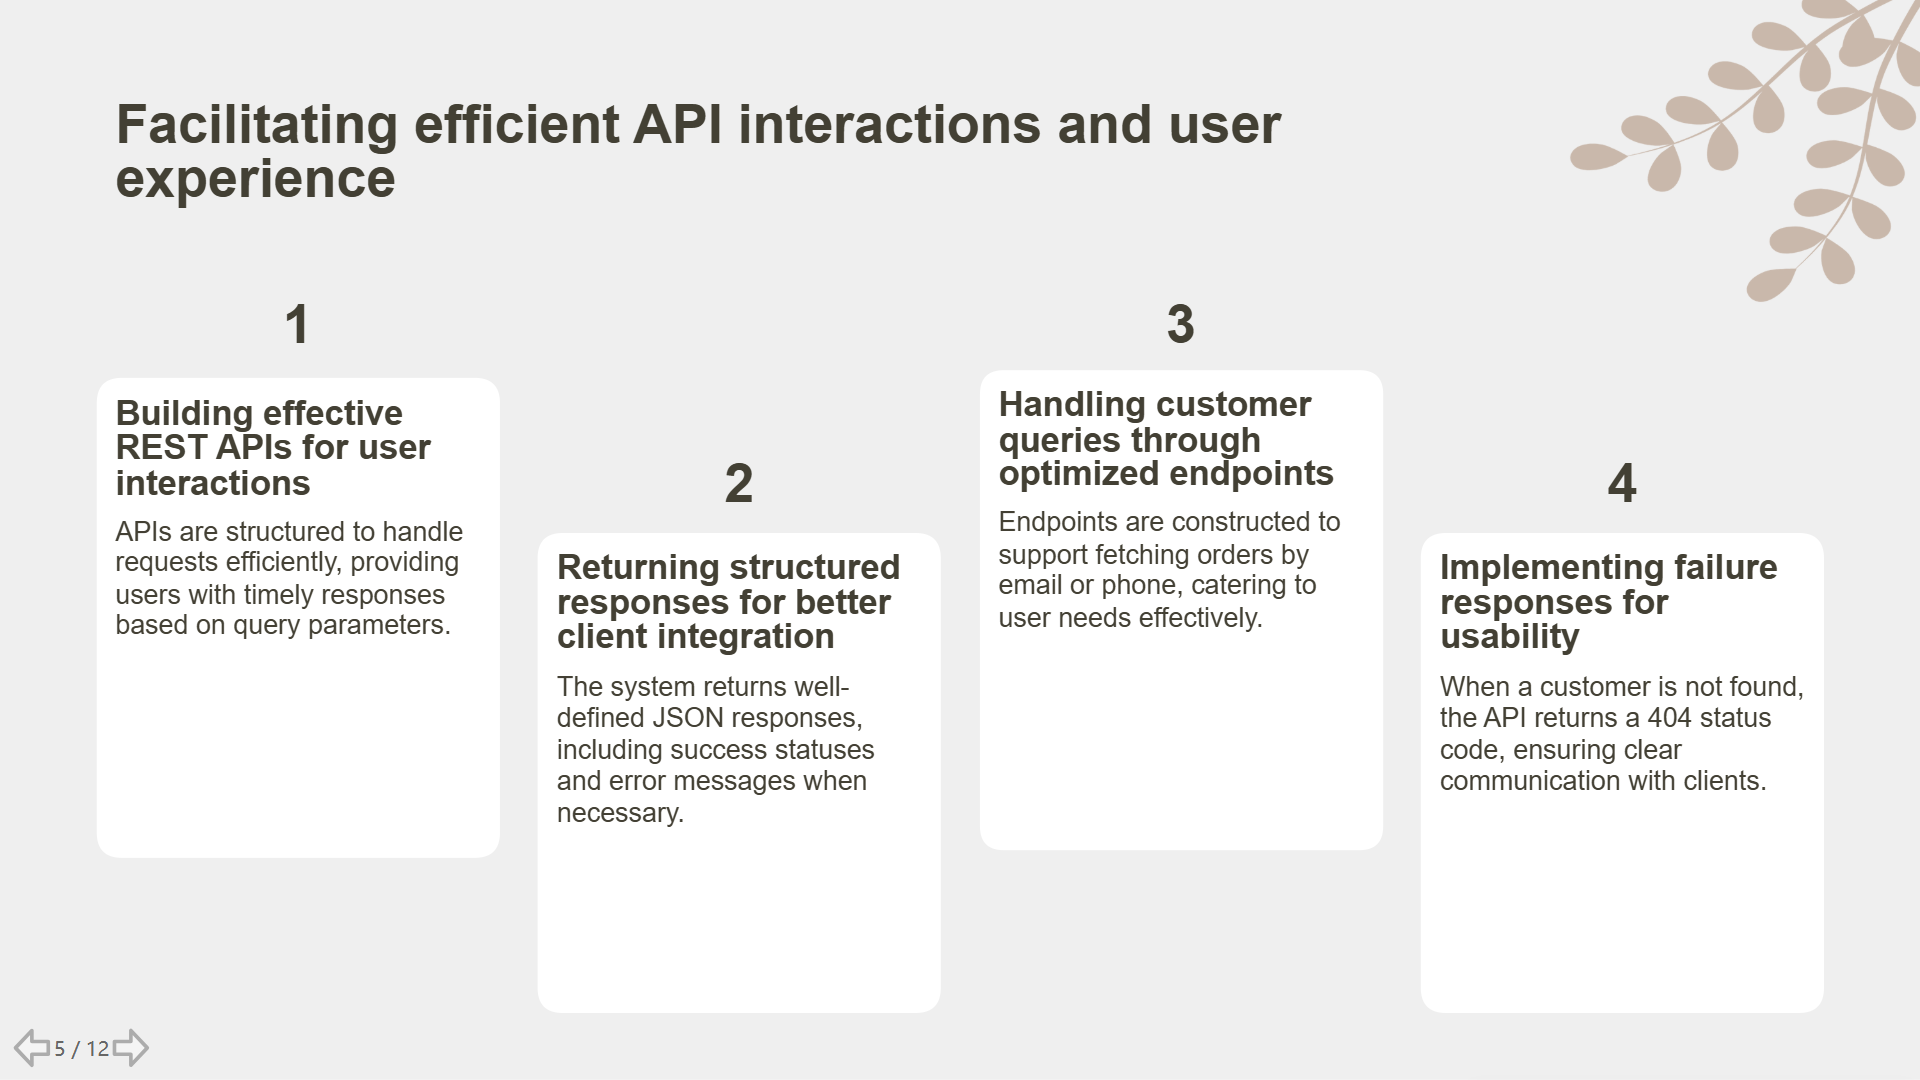 Facilitating efficient API interactions and user
experience
1
Building effective
REST APIs for user
interactions
APIs are structured to handle
requests efficiently, providing
users with timely responses
based on query parameters.
2
Returning structured
responses for better
client integration
The system returns well-
defined JSON responses,
including success statuses
and error messages when
necessary.
3
Handling customer
queries through
optimized endpoints
Endpoints are constructed to
support fetching orders by
email or phone, catering to
user needs effectively.
4
Implementing failure
responses for
usability
When a customer is not found,
the API returns a 404 status
code, ensuring clear
communication with clients.
5 / 12